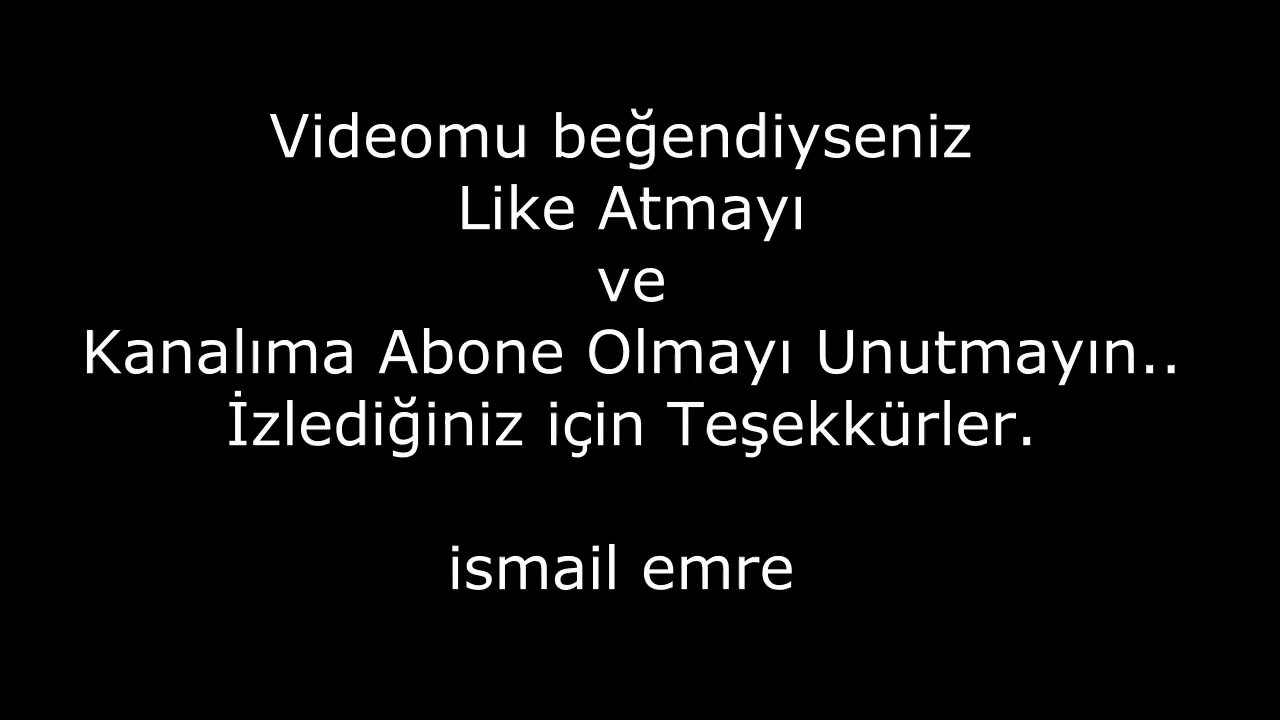 Videomu beğendiyseniz
Like Atmayı
ve
Kanalıma Abone Olmayı Unutmayın..
İzlediğiniz için Teşekkürler.
ismail emre